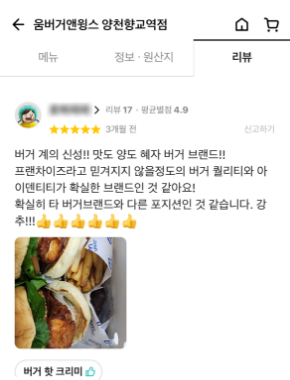 움버거앤윙스 양천향교역점
메뉴
정보·원산지
리뷰
리뷰 17 · 평균별점 4.9
3개월 전
신고하기
버거 계의 신성!! 맛도 양도 혜자 버거 브랜드!!
프랜차이즈라고 믿겨지지 않을정도의 버거 퀄리티와 아
이덴티티가 확실한 브랜드인 것 같아요!
확실히 타 버거브랜드와 다른 포지션인 것 같습니다. 강
추!!!👍👍👍👍👍👍
버거 핫 크리미